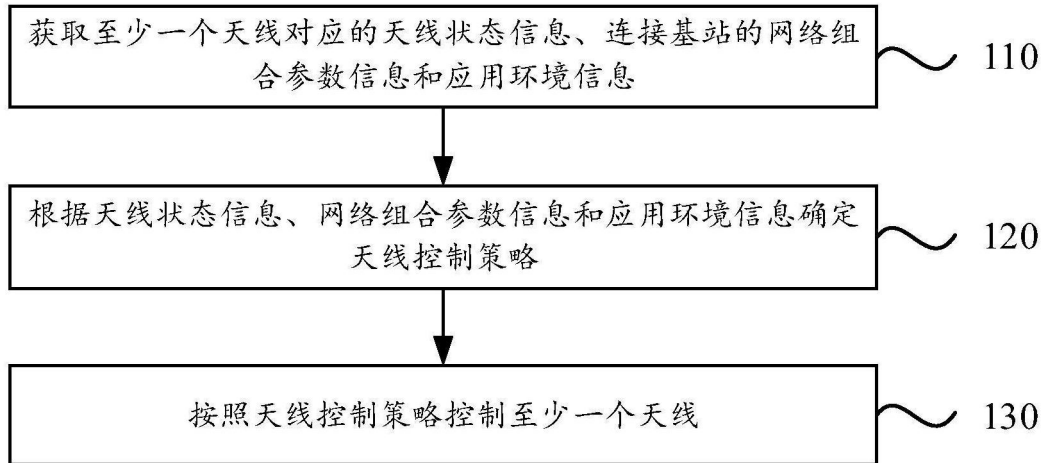 获取至少一个天线对应的天线状态信息、连接基站的网络组
合参数信息和应用环境信息
110
根据天线状态信息、网络组合参数信息和应用环境信息确定
天线控制策略
120
按照天线控制策略控制至少一个天线
130